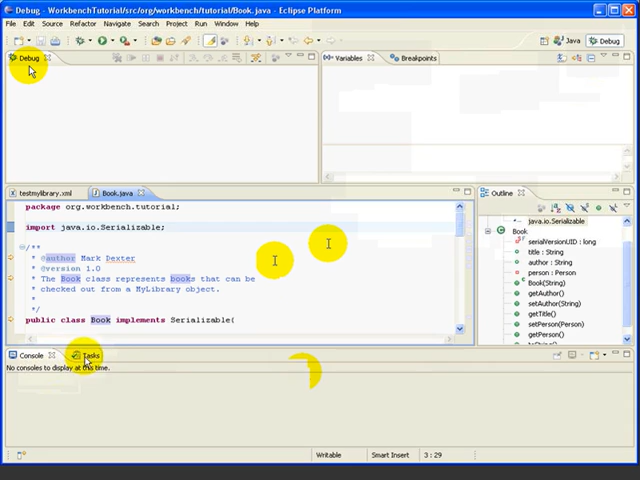 Debug - WorkbenchTutorial/src/org/workbench/tutorial/Book.java - Eclipse Platform
File Edit Source Refactor Navigate Search Project Run Window Help
Java Debug
Debug
Variables Breakpoints
testmylibrary.xml Book.java
package org.workbench.tutorial;
import java.io.Serializable;
/**
* @author Mark Dexter
* @version 1.0
* The Book class represents books that can be
* checked out from a MyLibrary object.
*
*/
public class Book implements Serializable{
Outline
java.io.Serializable
Book
serialVersionUID : long
title : String
author : String
person : Person
Book(String)
getAuthor()
setAuthor(String)
getTitle()
setPerson(Person)
getPerson()
Console Tasks
No consoles to display at this time.
Writable Smart Insert 3 : 29